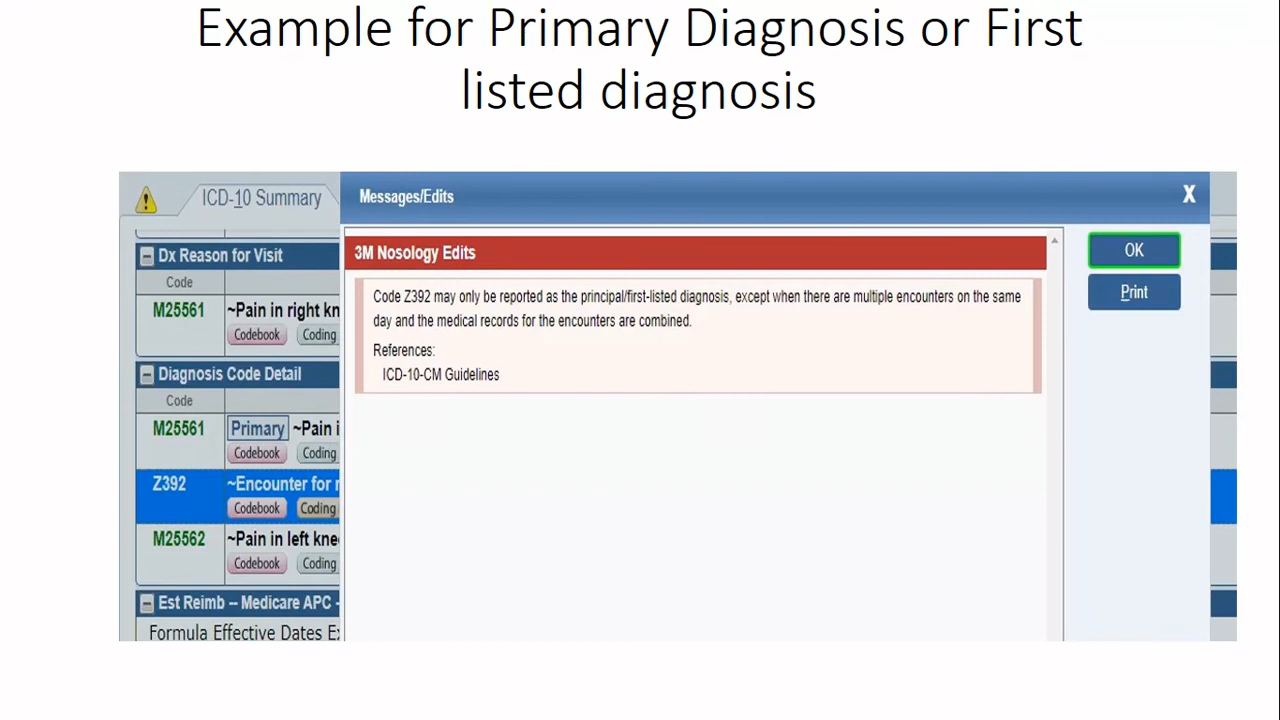 Example for Primary Diagnosis or First
listed diagnosis
ICD-10 Summary
Messages/Edits
X
Dx Reason for Visit
Code
M25561
~Pain in right kn
Codebook
Coding
Diagnosis Code Detail
Code
M25561
Primary
~Pain i
Codebook
Coding
Z392
~Encounter for r
Codebook
Coding
M25562
~Pain in left kne
Codebook
Coding
Est Reimb -- Medicare APC -
Formula Effective Dates Ex
3M Nosology Edits
Code Z392 may only be reported as the principal/first-listed diagnosis, except when there are multiple encounters on the same
day and the medical records for the encounters are combined.
References:
ICD-10-CM Guidelines
OK
Print